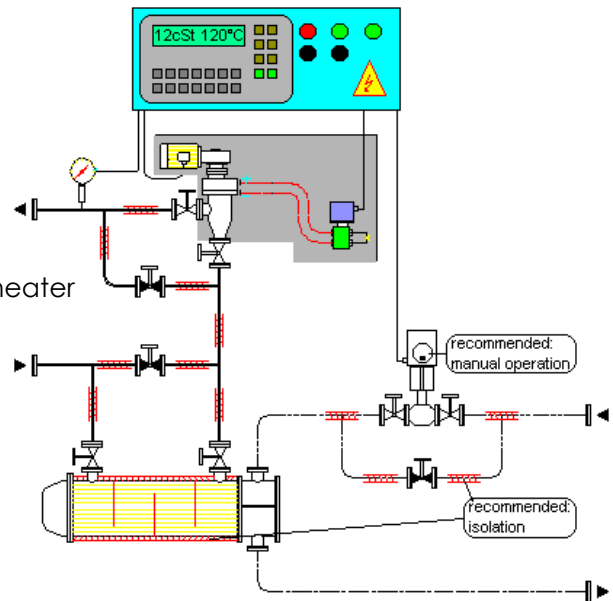 12cSt 120°C
heater
recommended:
manual operation
recommended:
isolation